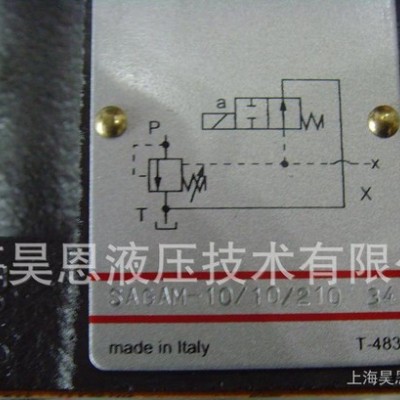 a
P
x
X
T
昊恩液压技术有限
SAGAM-10/10/210 34
made in Italy
T-483
上海昊恩